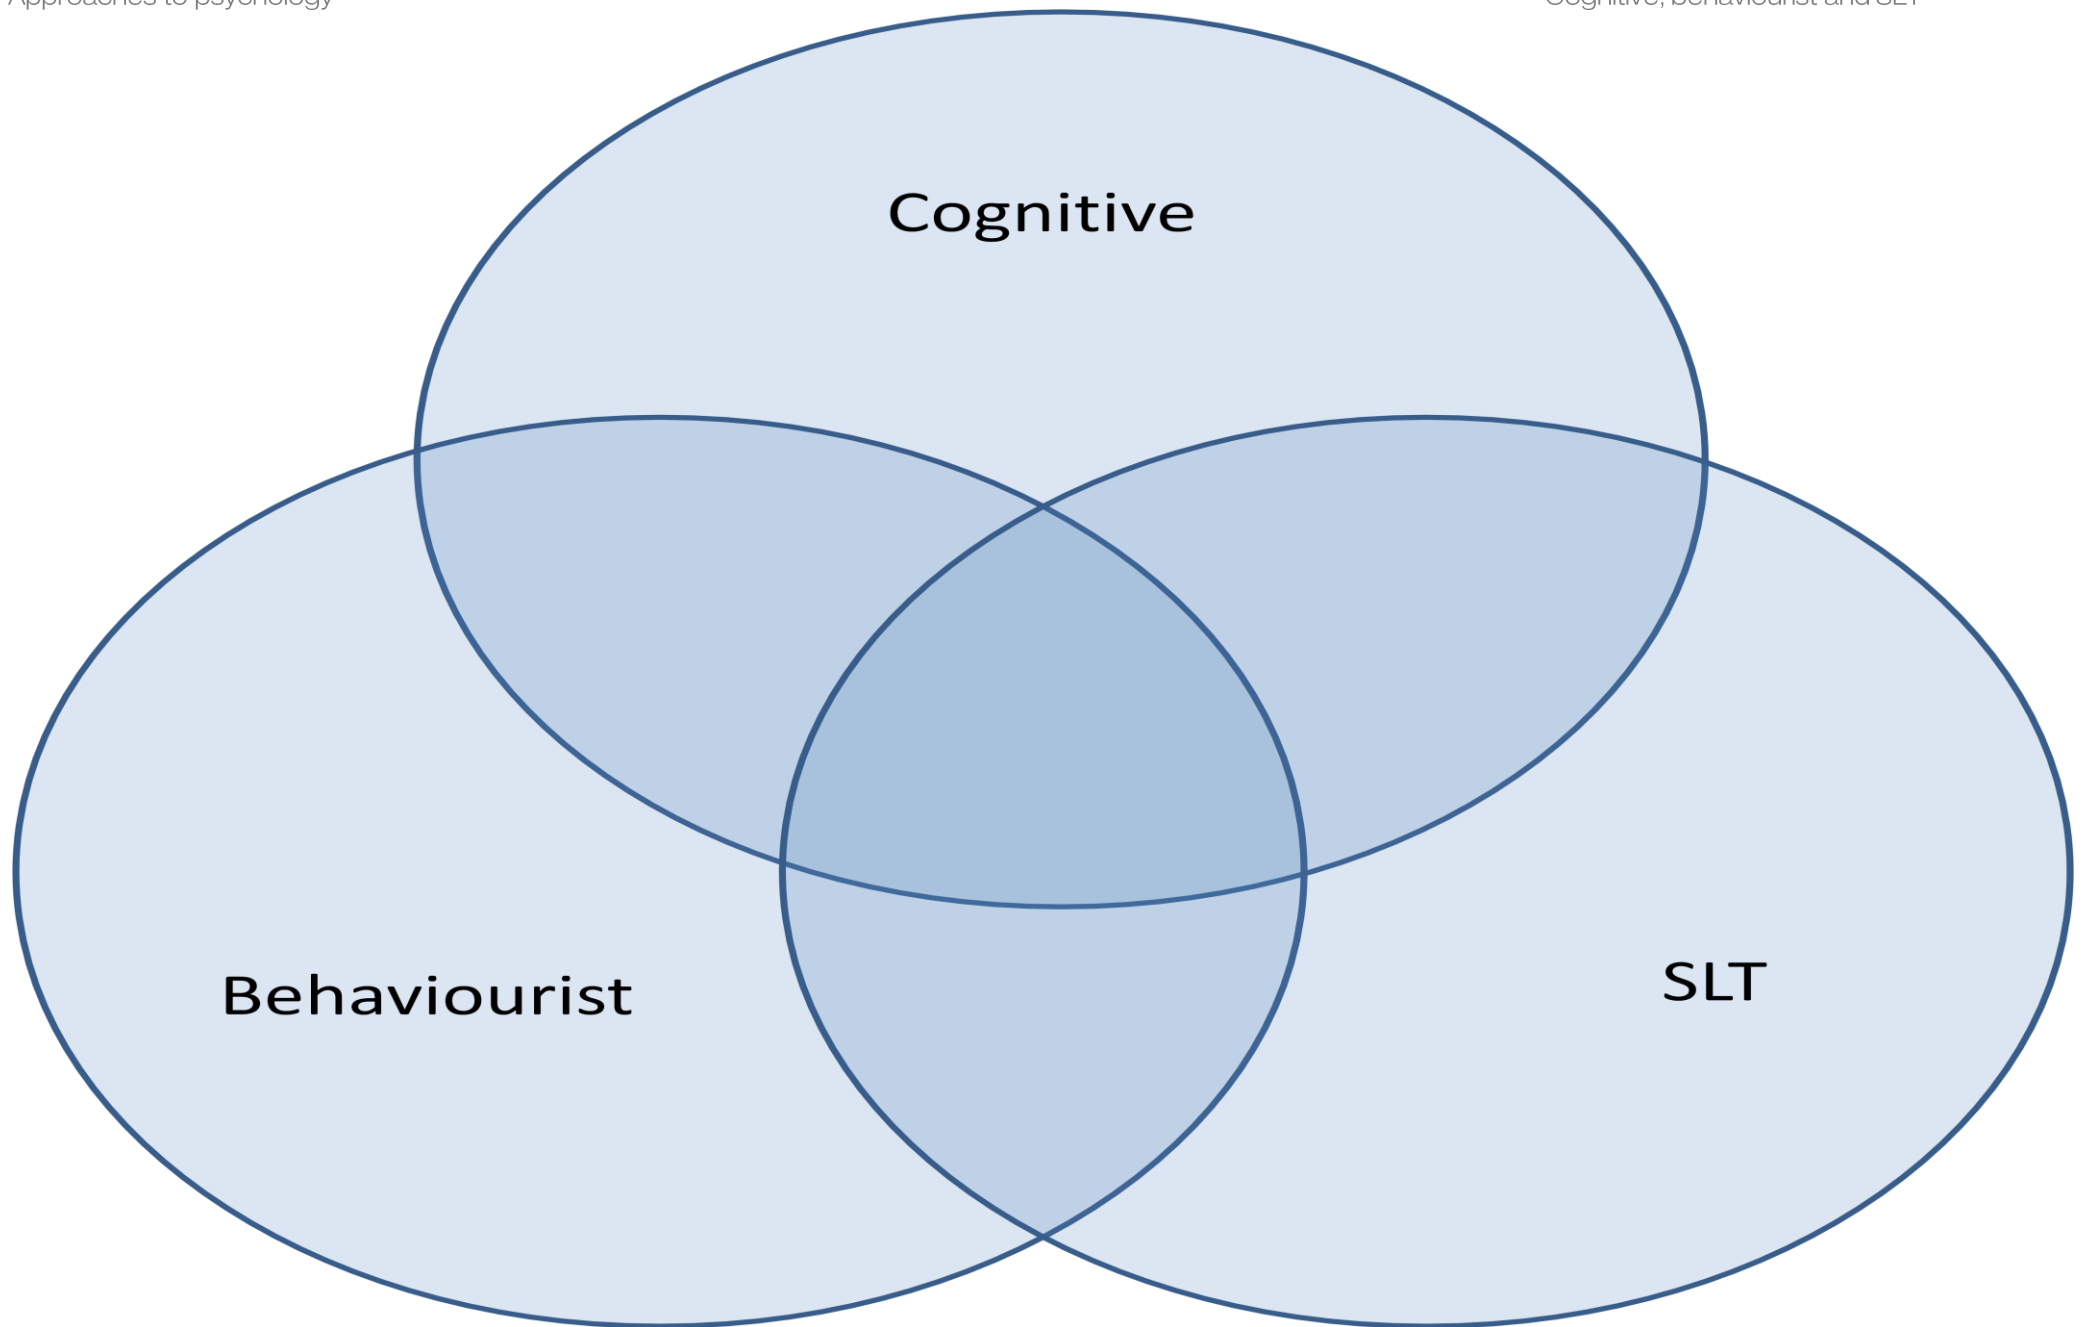 Approaches to psychology
Cognitive, behaviourist and SLT
Cognitive
Behaviourist
SLT